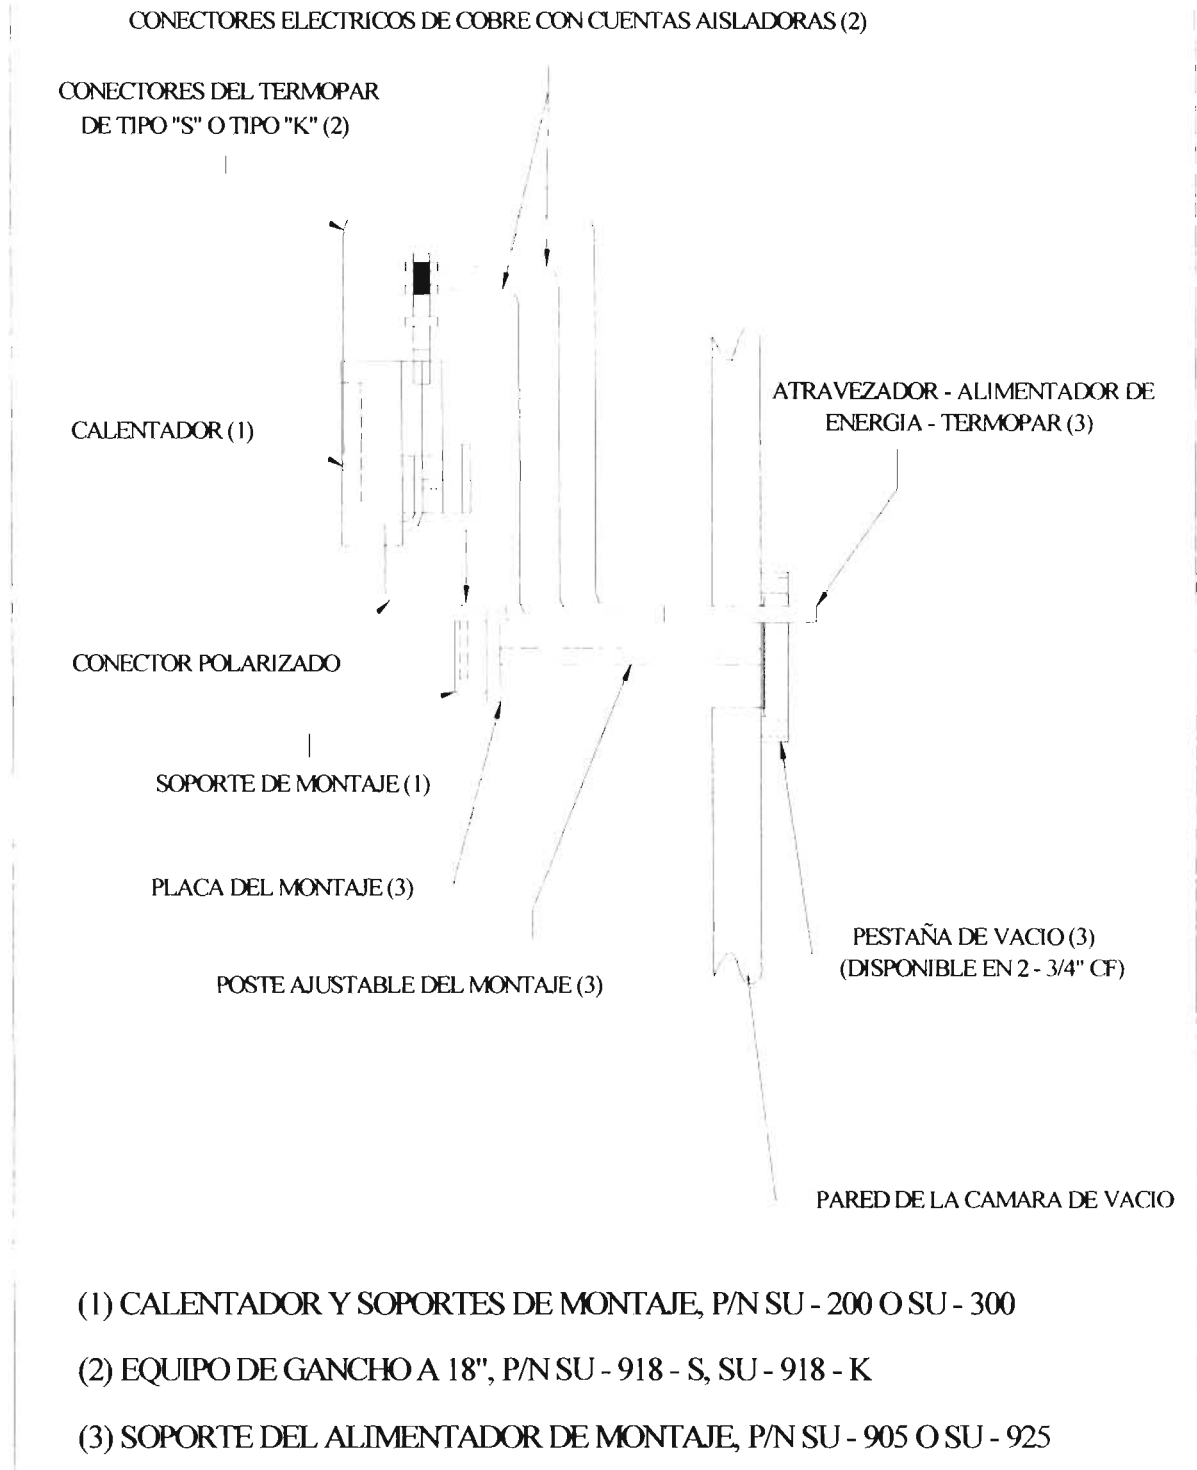 CONECTORES ELECTRICOS DE COBRE CON CUENTAS AISLADORAS (2)
CONECTORES DEL TERMOPAR
DE TIPO "S" O TIPO "K" (2)
ATRAVEZADOR - ALIMENTADOR DE
ENERGIA - TERMOPAR (3)
CALENTADOR (1)
CONECTOR POLARIZADO
SOPORTE DE MONTAJE (1)
PLACA DEL MONTAJE (3)
PESTAÑA DE VACIO (3)
(DISPONIBLE EN 2 - 3/4" CF)
POSTE AJUSTABLE DEL MONTAJE (3)
PARED DE LA CAMARA DE VACIO
(1) CALENTADOR Y SOPORTES DE MONTAJE, P/N SU - 200 O SU - 300
(2) EQUIPO DE GANCHO A 18", P/N SU - 918 - S, SU - 918 - K
(3) SOPORTE DEL ALIMENTADOR DE MONTAJE, P/N SU - 905 O SU - 925